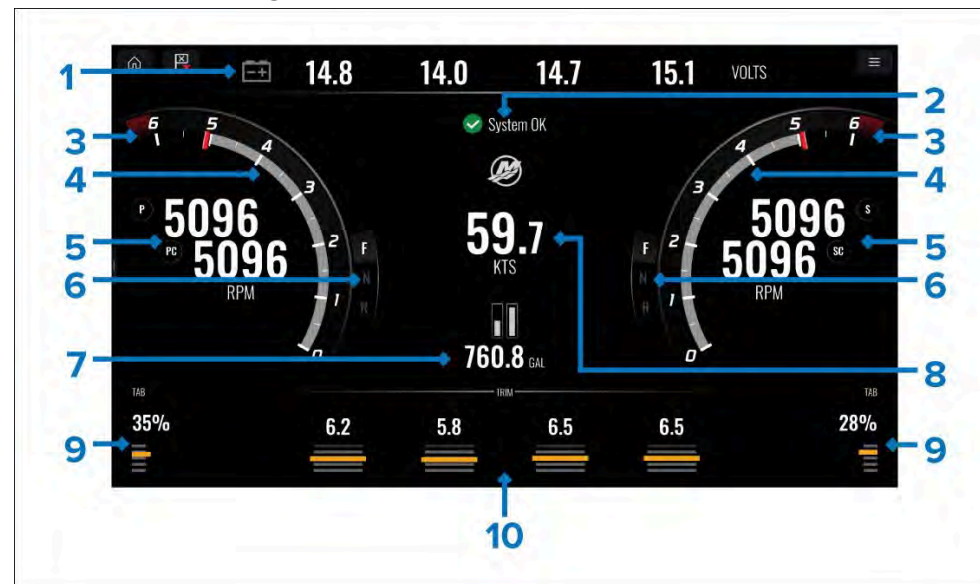 1 14.8 14.0 14.7 15.1 VOLTS
System OK 2
3 6 5 5 6 3
4 4 4 4
3 3
P 5096 5096 S
5 PC 5096 5096 SC 5
RPM RPM
2 F 59.7 F 2
KTS
6 N N 6
1 R R 1
0 0
7 760.8 GAL 8
TAB TRIM TAB
35% 6.2 5.8 6.5 6.5 28%
9 9
10